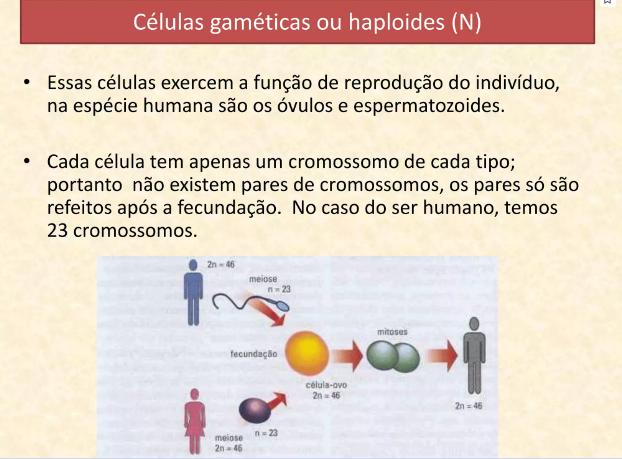 Células gaméticas ou haploides (N)
• Essas células exercem a função de reprodução do indivíduo,
na espécie humana são os óvulos e espermatozoides.
• Cada célula tem apenas um cromossomo de cada tipo;
portanto não existem pares de cromossomos, os pares só são
refeitos após a fecundação. No caso do ser humano, temos
23 cromossomos.
2n = 46
meiose
n = 23
mitoses
fecundação
célula-ovo
2n = 46
2n = 46
n = 23
meiose
2n = 46